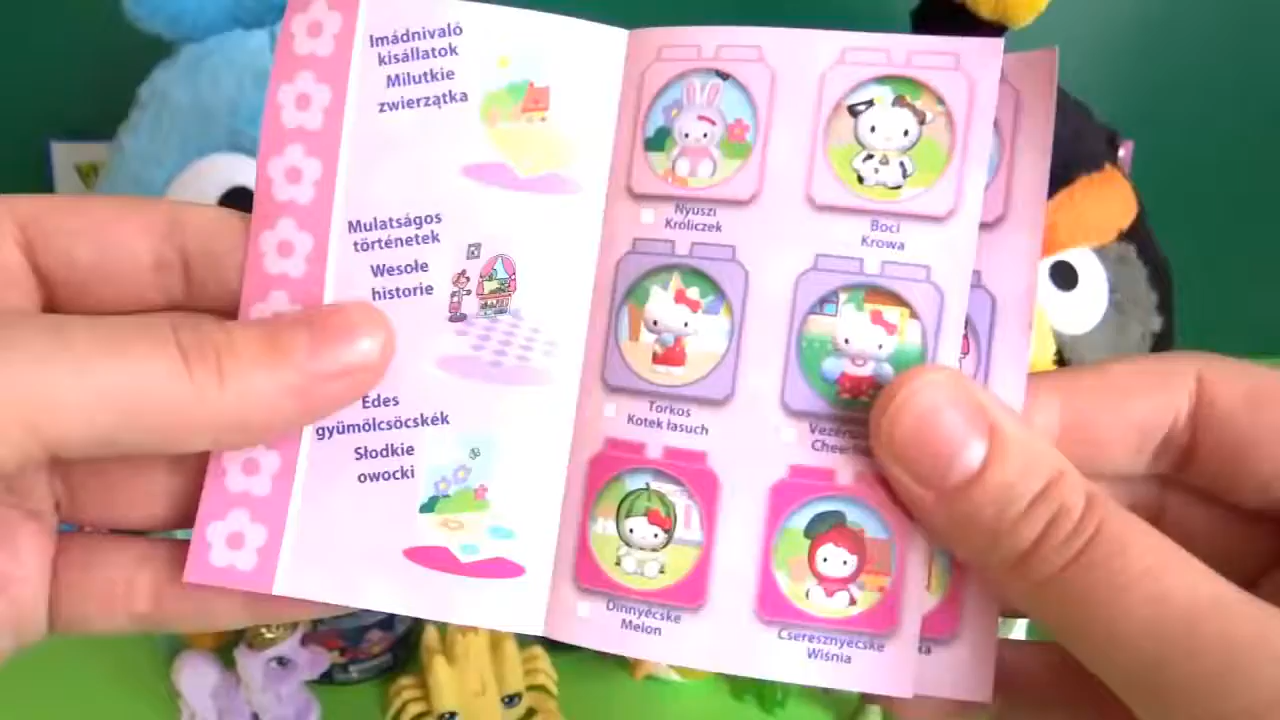 Imádnivaló
kisállatok
Milutkie
zwierzątka
Mulatságos
történetek
Wesołe
historie
Édes
gyümölcsöcskék
Słodkie
owocki
Nyuszi
Króliczek
Boci
Krowa
Torkos
Kotek łasuch
Dinnyécske
Melon
Cseresznyécske
Wiśnia